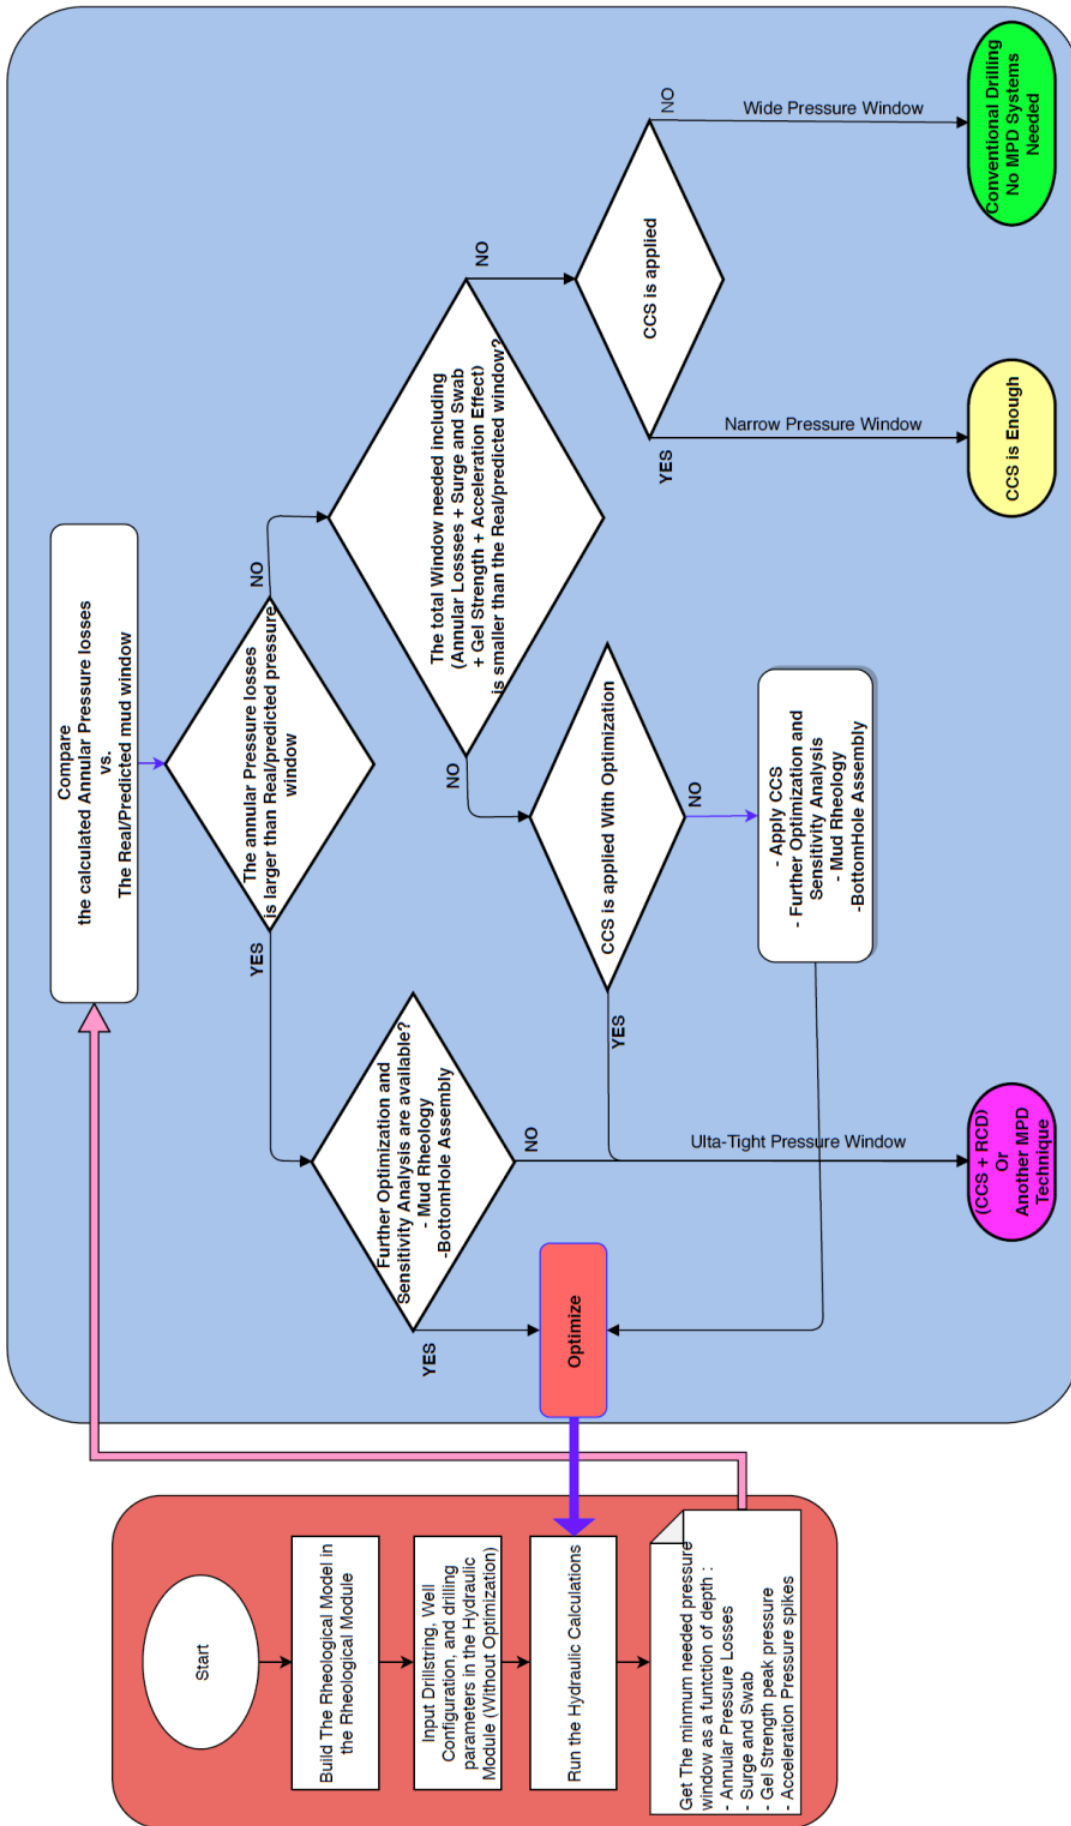 Start
Build The Rheological Model in
the Rheological Module
Input Drillstring, Well
Configuration, and drilling
parameters in the Hydraulic
Module (Without Optimization)
Run the Hydraulic Calculations
Get The minmum needed pressure
window as a funtction of depth :
- Annular Pressure Losses
- Surge and Swab
- Gel Strength peak pressure
- Acceleration Pressure spikes
Compare
the calculated Annular Pressure losses
vs.
The Real/Predicted mud window
The annular Pressure losses
is larger than Real/predicted pressure
window
YES
NO
Further Optimization and
Sensitivity Analysis are available?
- Mud Rheology
-BottomHole Assembly
YES
NO
Optimize
The total Window needed including
(Annular Lossses + Surge and Swab
+ Gel Strength + Acceleration Effect)
is smaller than the Real/predicted window?
NO
NO
CCS is applied With Optimization
YES
NO
- Apply CCS
- Further Optimization and
Sensitivity Analysis
- Mud Rheology
-BottomHole Assembly
CCS is applied
YES
NO
Ulta-Tight Pressure Window
Narrow Pressure Window
Wide Pressure Window
(CCS + RCD)
Or
Another MPD
Technique
CCS is Enough
Conventional Drilling
No MPD Systems
Needed